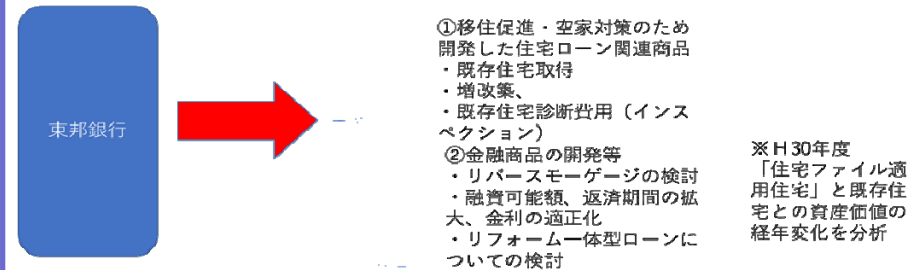 東邦銀行
①移住促進・空家対策のため
開発した住宅ローン関連商品
・既存住宅取得
・増改築、
・既存住宅診断費用（インス
ペクション）
②金融商品の開発等
・リバースモーゲージの検討
・融資可能額、返済期間の拡
大、金利の適正化
・リフォーム一体型ローンに
ついての検討
※Ｈ30年度
「住宅ファイル適
用住宅」と既存住
宅との資産価値の
経年変化を分析